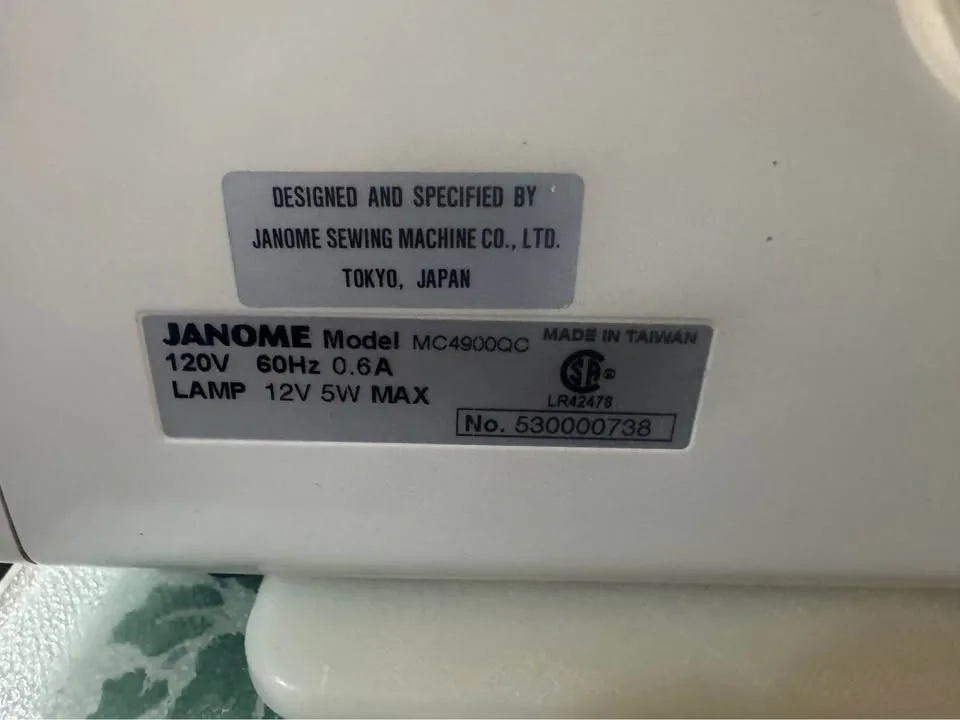 DESIGNED AND SPECIFIED BY
JANOME SEWING MACHINE CO., LTD.
TOKYO, JAPAN
JANOME Model MC4900QC MADE IN TAIWAN
120V 60Hz 0.6A
LAMP 12V 5W MAX
SA ®
LR42478
No. 530000738